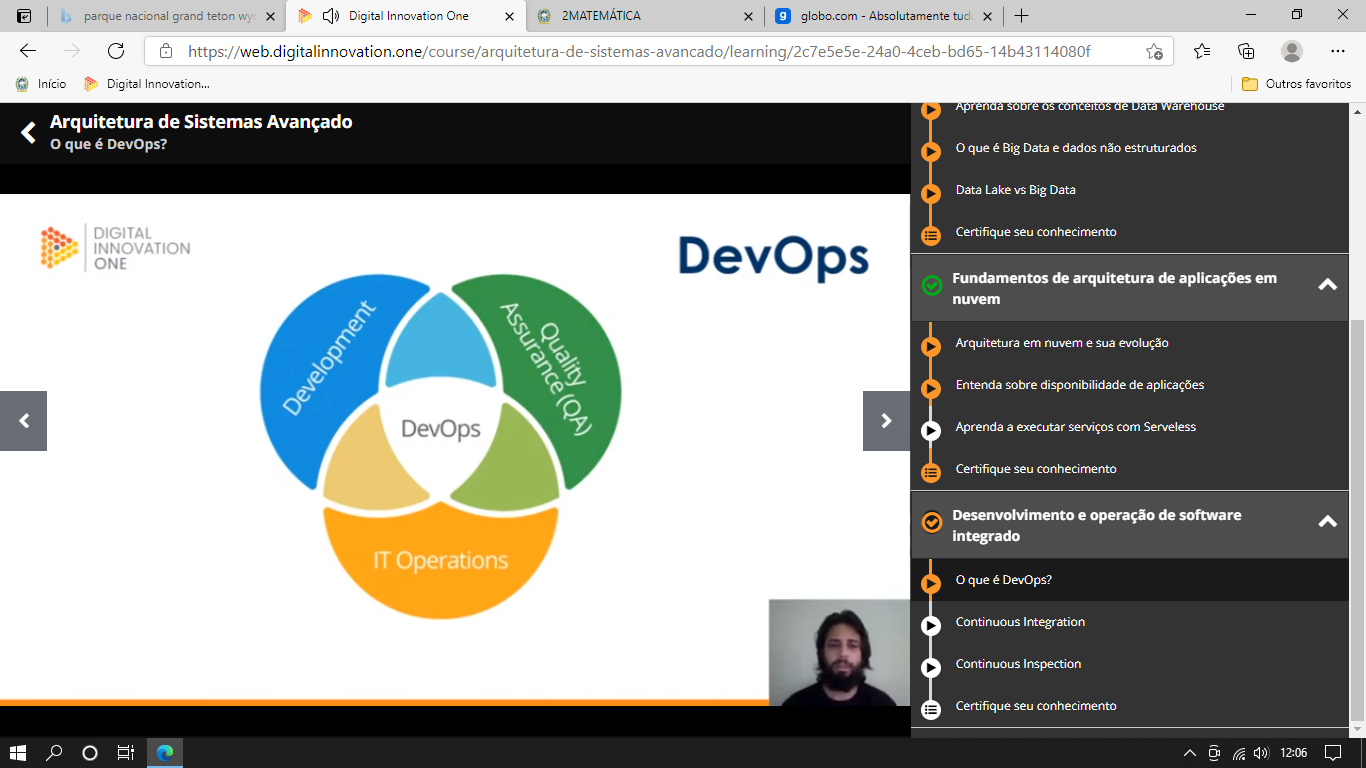 parque nacional grand teton wy
Digital Innovation One
2MATEMÁTICA
globo.com - Absolutamente tud
https://web.digitalinnovation.one/course/arquitetura-de-sistemas-avancado/learning/2c7e5e5e-24a0-4ceb-bd65-14b43114080f
Início
Digital Innovation...
Outros favoritos
Arquitetura de Sistemas Avançado
O que é DevOps?
DIGITAL
INNOVATION
ONE
DevOps
Development
Quality
Assurance (QA)
DevOps
IT Operations
Aprenda sobre os conceitos de Data Warehouse
O que é Big Data e dados não estruturados
Data Lake vs Big Data
Certifique seu conhecimento
Fundamentos de arquitetura de aplicações em
nuvem
Arquitetura em nuvem e sua evolução
Entenda sobre disponibilidade de aplicações
Aprenda a executar serviços com Serveless
Certifique seu conhecimento
Desenvolvimento e operação de software
integrado
O que é DevOps?
Continuous Integration
Continuous Inspection
Certifique seu conhecimento
12:06